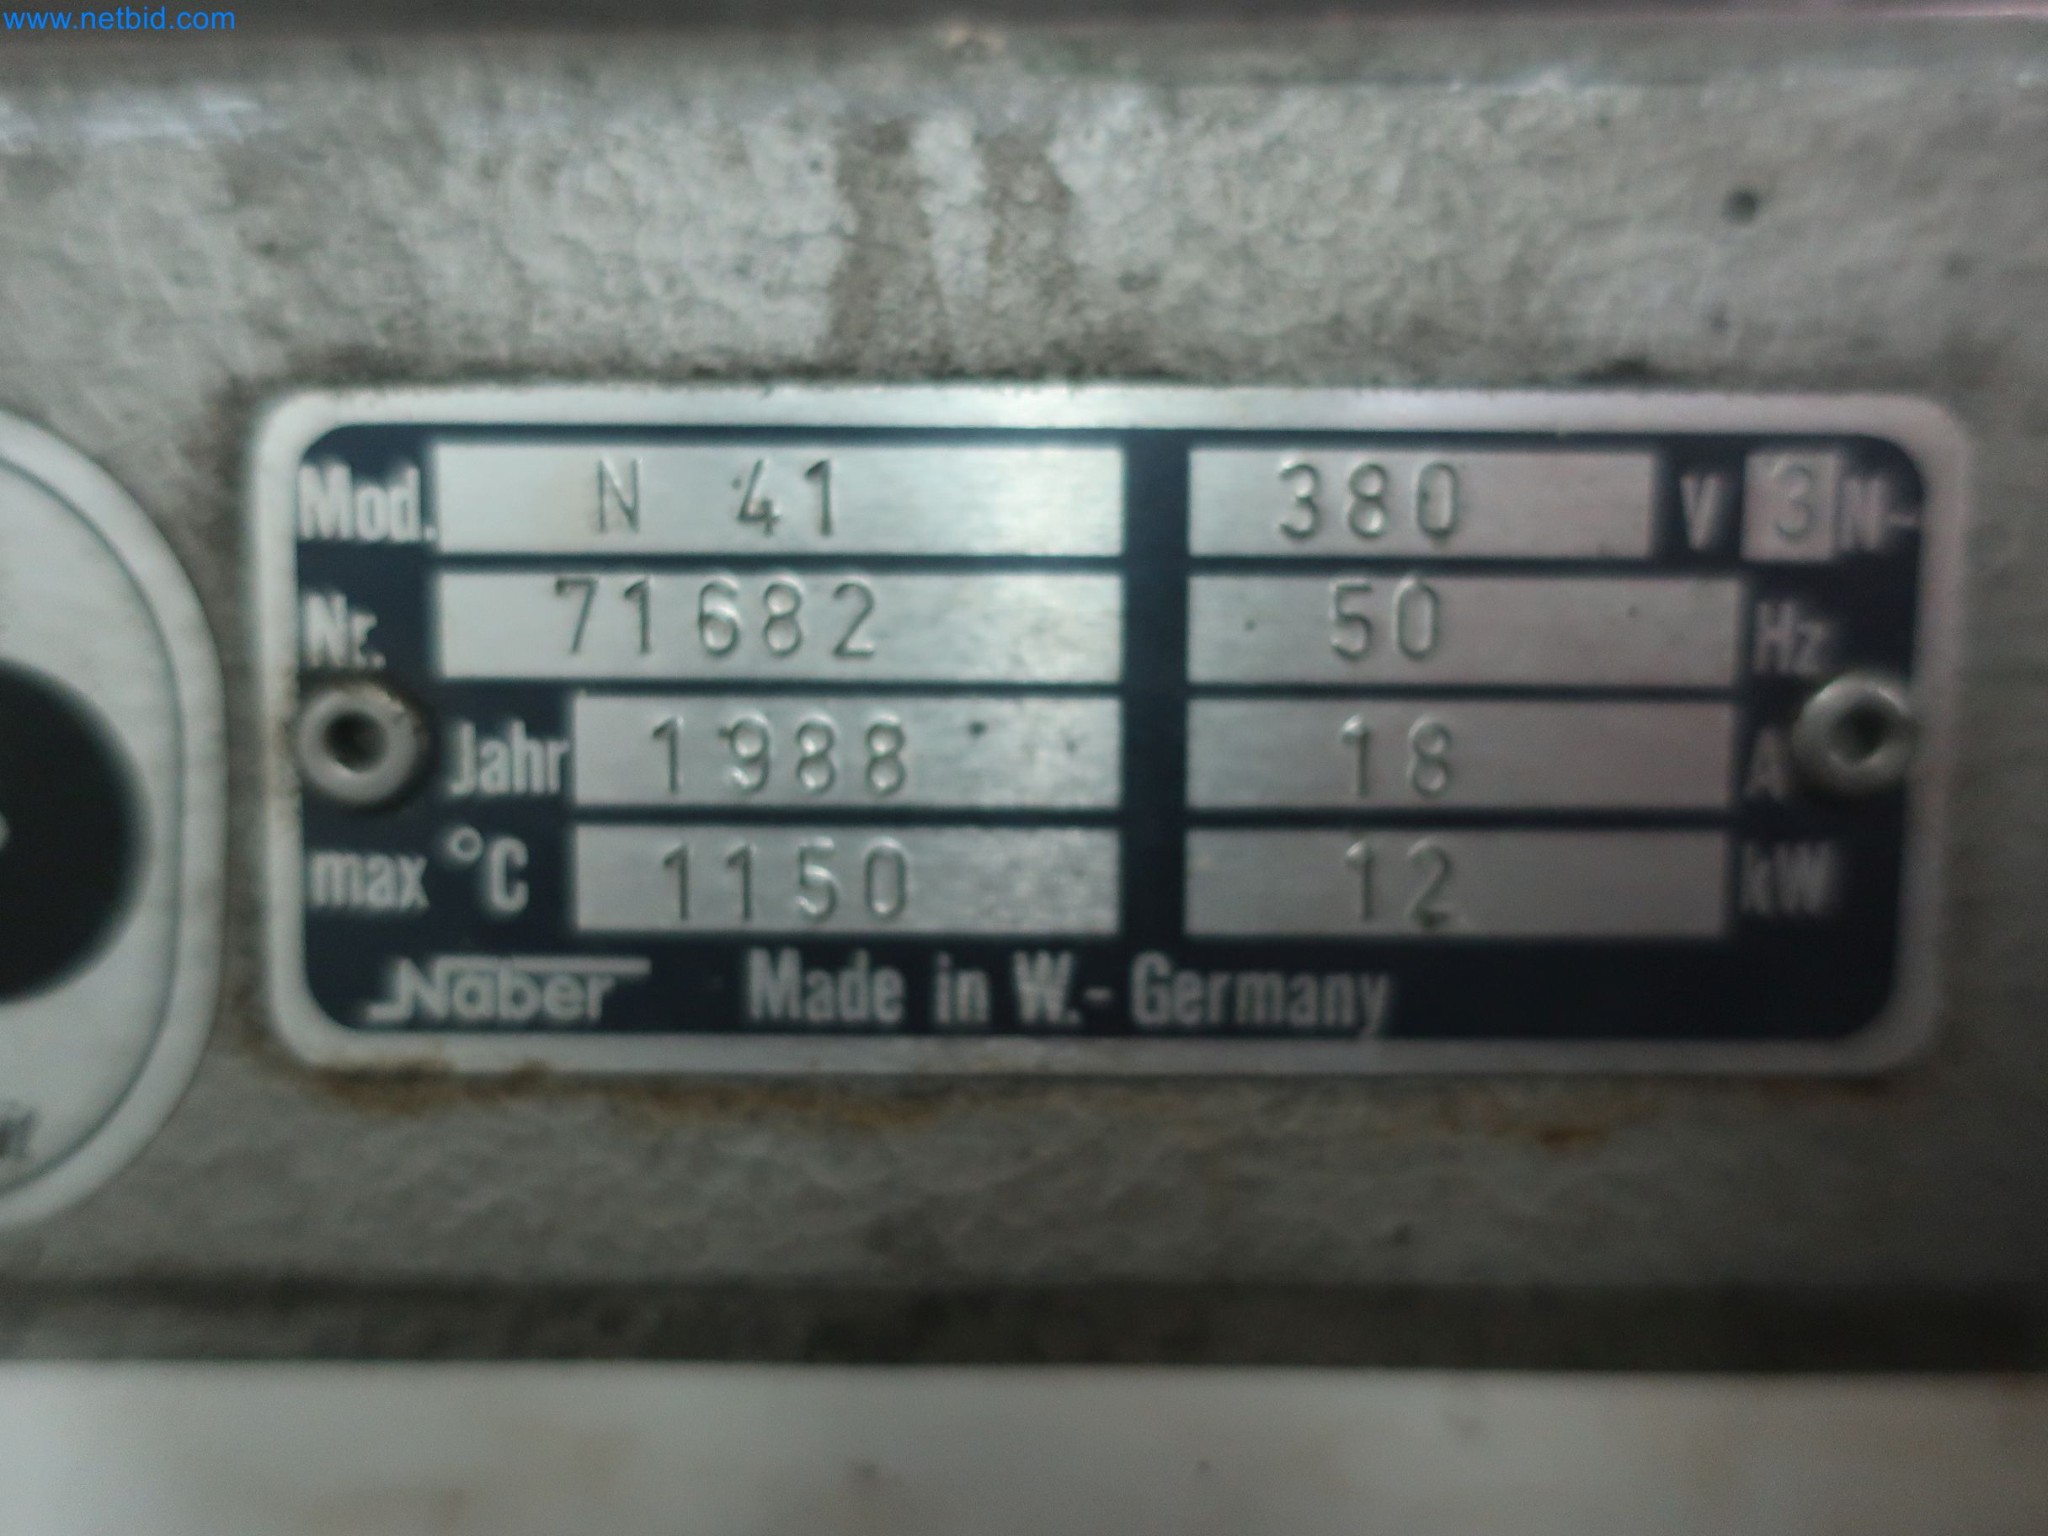 www.netbid.com
Mod. N 41 380 V 3 N~
Nr. 71682 50 Hz
Jahr 1988 18 A
max °C 1150 12 kW
Naber Made in W.-Germany